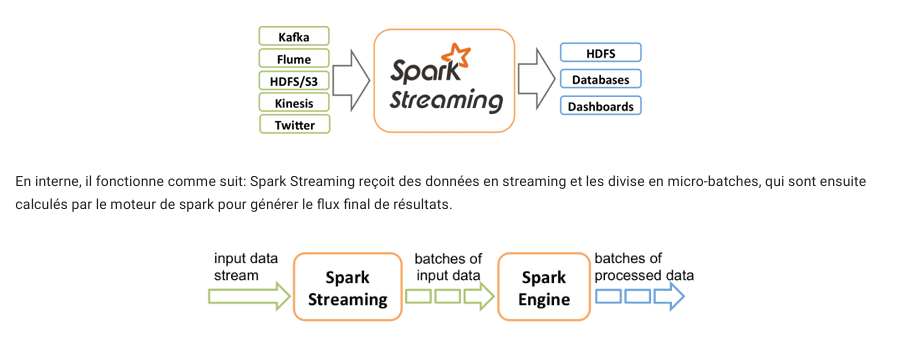 Kafka
Flume
HDFS/S3
Kinesis
Twitter
Spark
Streaming
HDFS
Databases
Dashboards
En interne, il fonctionne comme suit: Spark Streaming reçoit des données en streaming et les divise en micro-batches, qui sont ensuite
calculés par le moteur de spark pour générer le flux final de résultats.
input data
stream
Spark
Streaming
batches of
input data
Spark
Engine
batches of
processed data